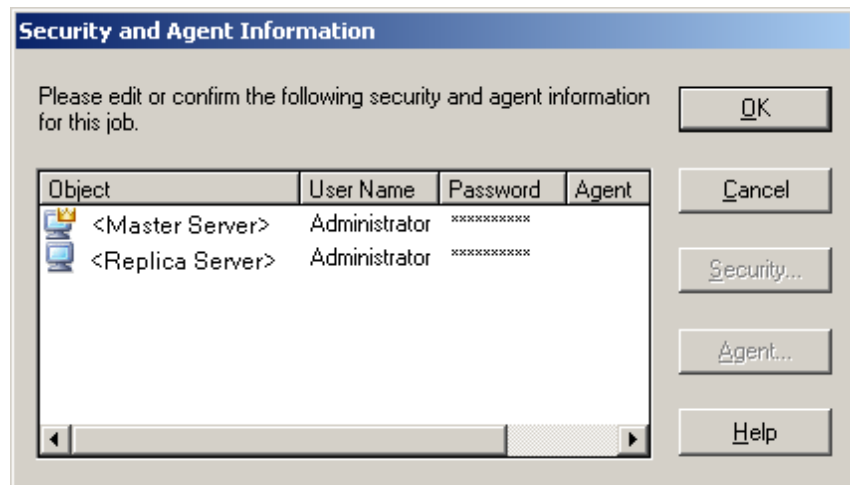 Security and Agent Information
Please edit or confirm the following security and agent information
for this job.
OK
Object User Name Password Agent
Cancel
<Master Server> Administrator **********
<Replica Server> Administrator **********
Security...
Agent...
Help